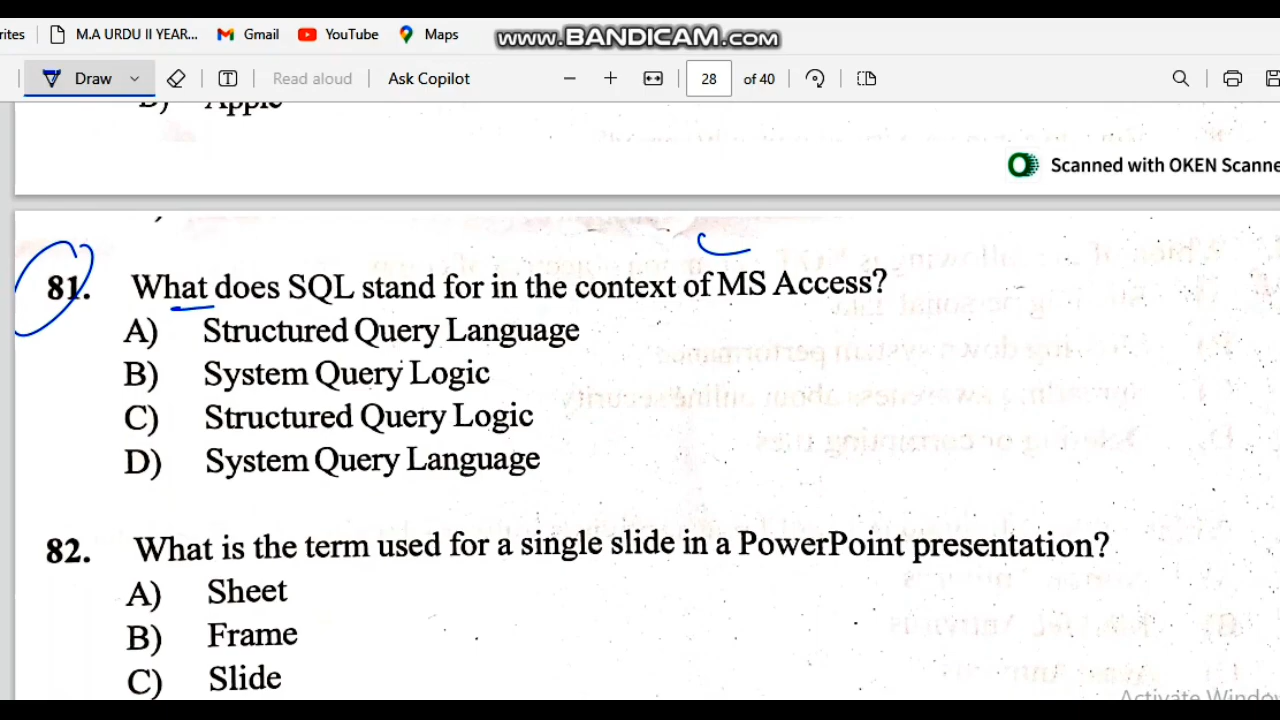 rites M.A URDU II YEAR... Gmail YouTube Maps www.BANDICAM.com
Draw Read aloud Ask Copilot 28 of 40
D) Apple
Scanned with OKEN Scanne
81. What does SQL stand for in the context of MS Access?
A) Structured Query Language
B) System Query Logic
C) Structured Query Logic
D) System Query Language
82. What is the term used for a single slide in a PowerPoint presentation?
A) Sheet
B) Frame
C) Slide
Activate Windo